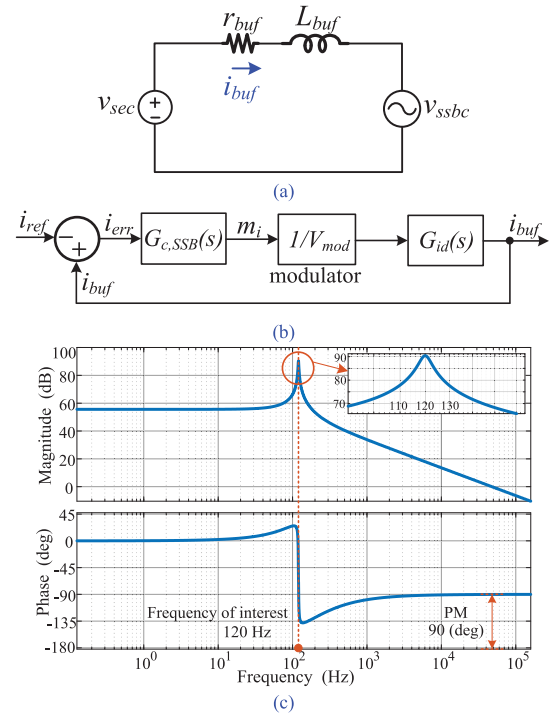 r_buf L_buf
i_buf
v_sec
v_ssbc
(a)
i_ref i_err G_c,SSB(s) m_i 1/V_mod G_id(s) i_buf
− +
i_buf
modulator
(b)
100
80
60
40
20
0
Magnitude (dB)
90
80
70
110 120 130
45
0
-45
-90
-135
-180
Phase (deg)
Frequency of interest
120 Hz
PM
90 (deg)
10^0 10^1 10^2 10^3 10^4 10^5
Frequency (Hz)
(c)